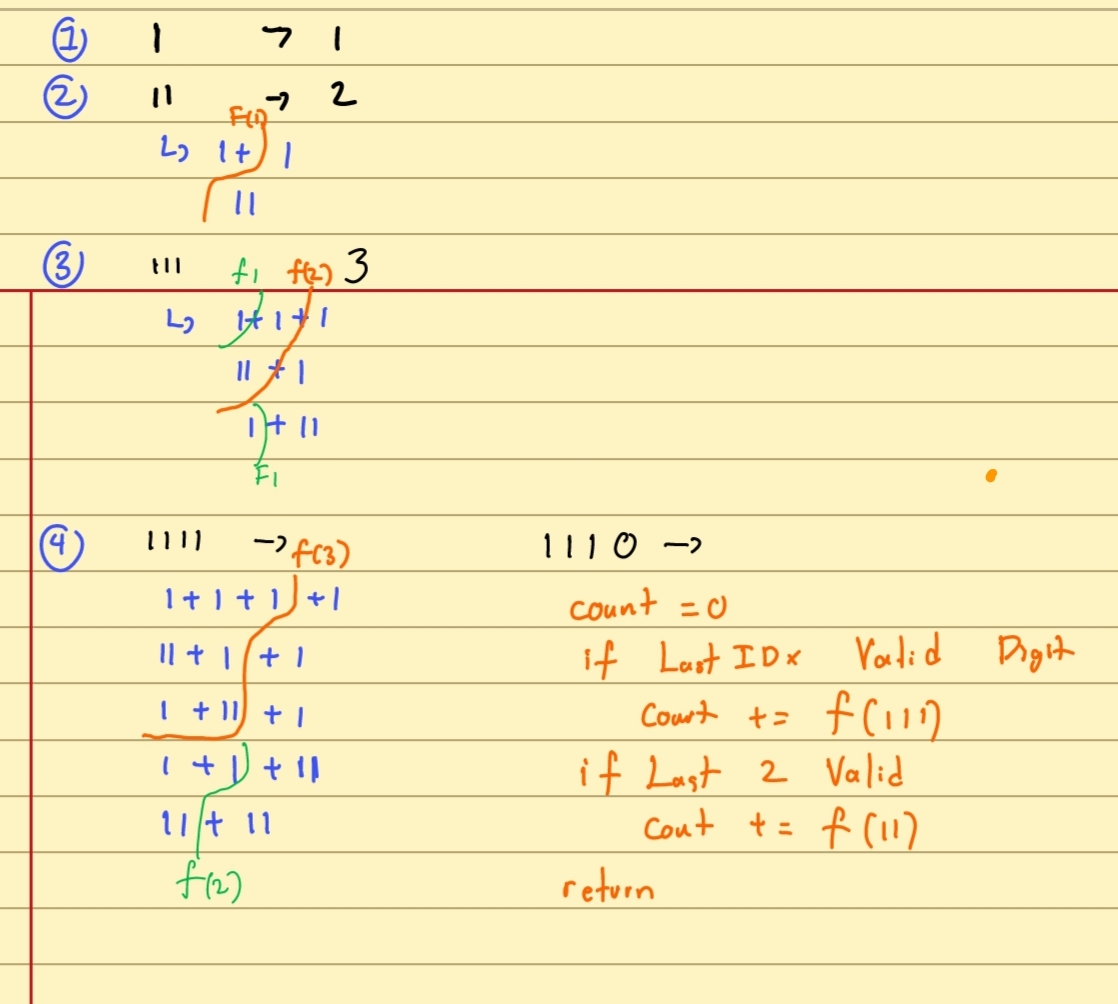 ① 1 → 1
② 11 → 2
F(1)
↳ 1+ 1
11
③ 111 f1 f(2) 3
↳ 1+1+1
11 + 1
1 + 11
F1
④ 1111 → f(3)
1+1+1 +1
11 + 1 + 1
1 + 11 + 1
1 + 1 + 11
11 + 11
f(2)
1110 →
count = 0
if Last IDx Valid Digit
Count += f(111)
if Last 2 Valid
Cout += f(11)
return